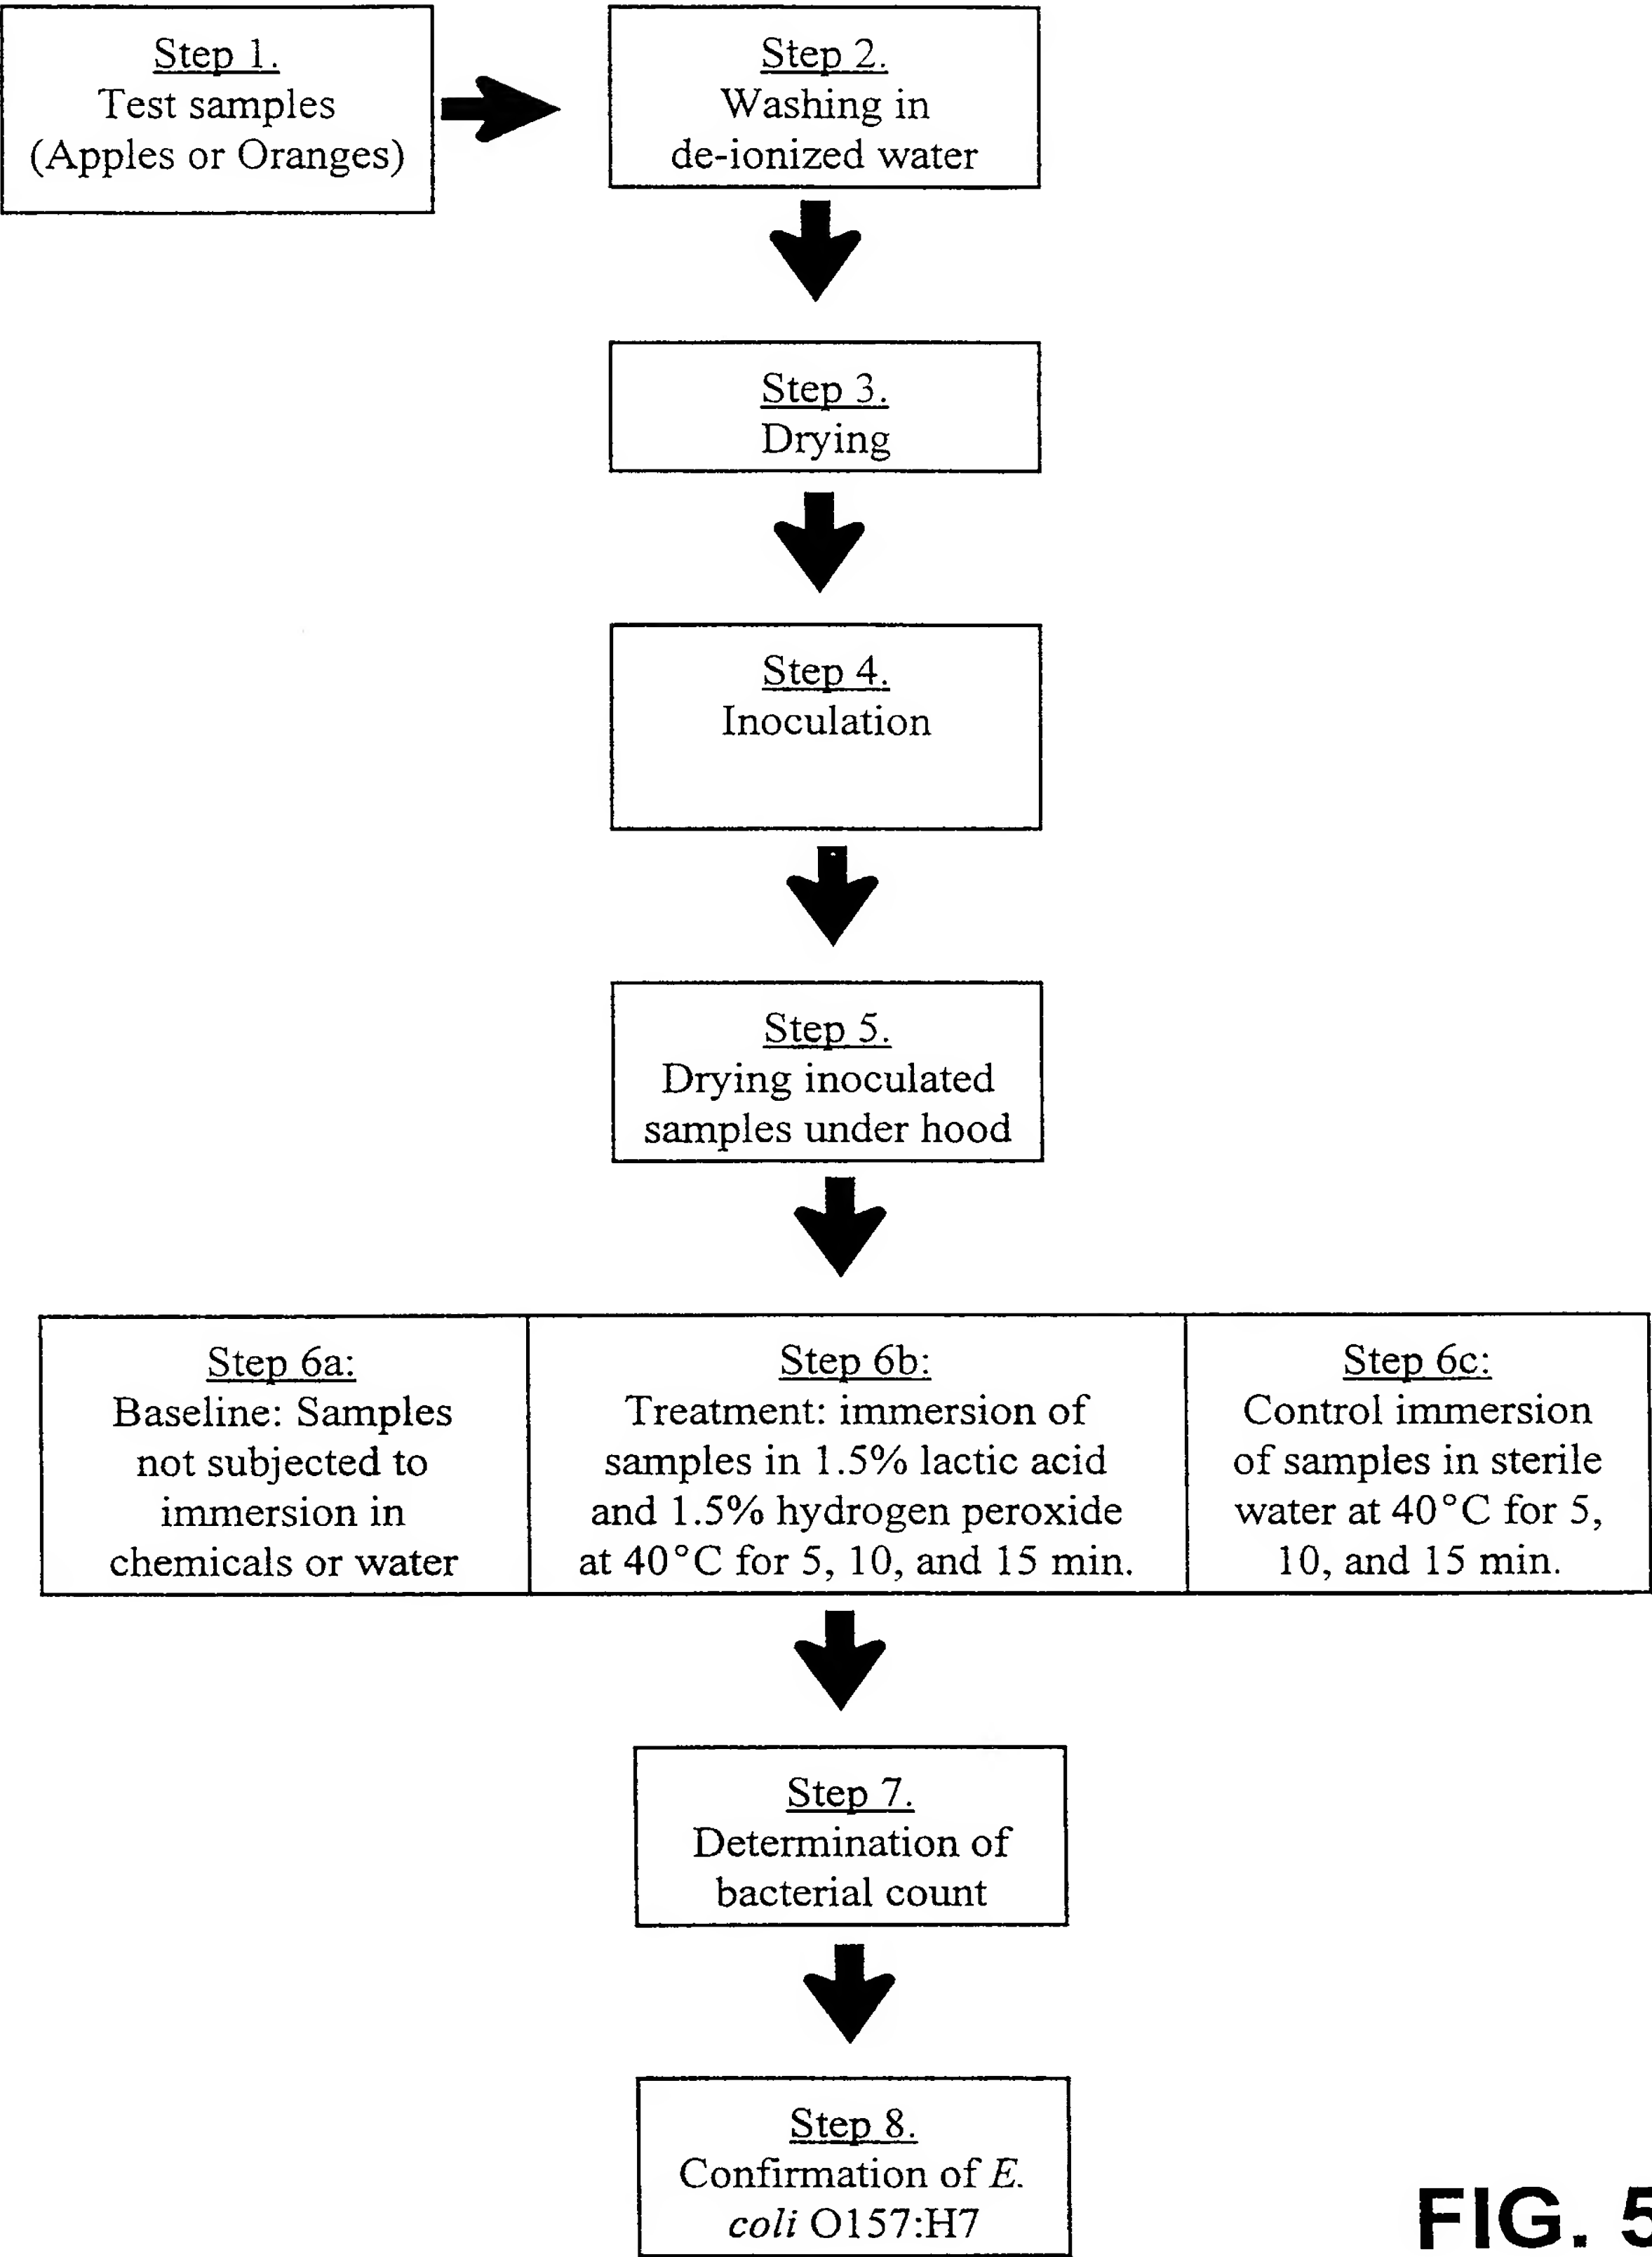 Step 1.
Test samples
(Apples or Oranges)
Step 2.
Washing in
de-ionized water
Step 3.
Drying
Step 4.
Inoculation
Step 5.
Drying inoculated
samples under hood
Step 6a:
Baseline: Samples
not subjected to
immersion in
chemicals or water
Step 6b:
Treatment: immersion of
samples in 1.5% lactic acid
and 1.5% hydrogen peroxide
at 40°C for 5, 10, and 15 min.
Step 6c:
Control immersion
of samples in sterile
water at 40°C for 5,
10, and 15 min.
Step 7.
Determination of
bacterial count
Step 8.
Confirmation of E.
coli O157:H7
FIG. 5